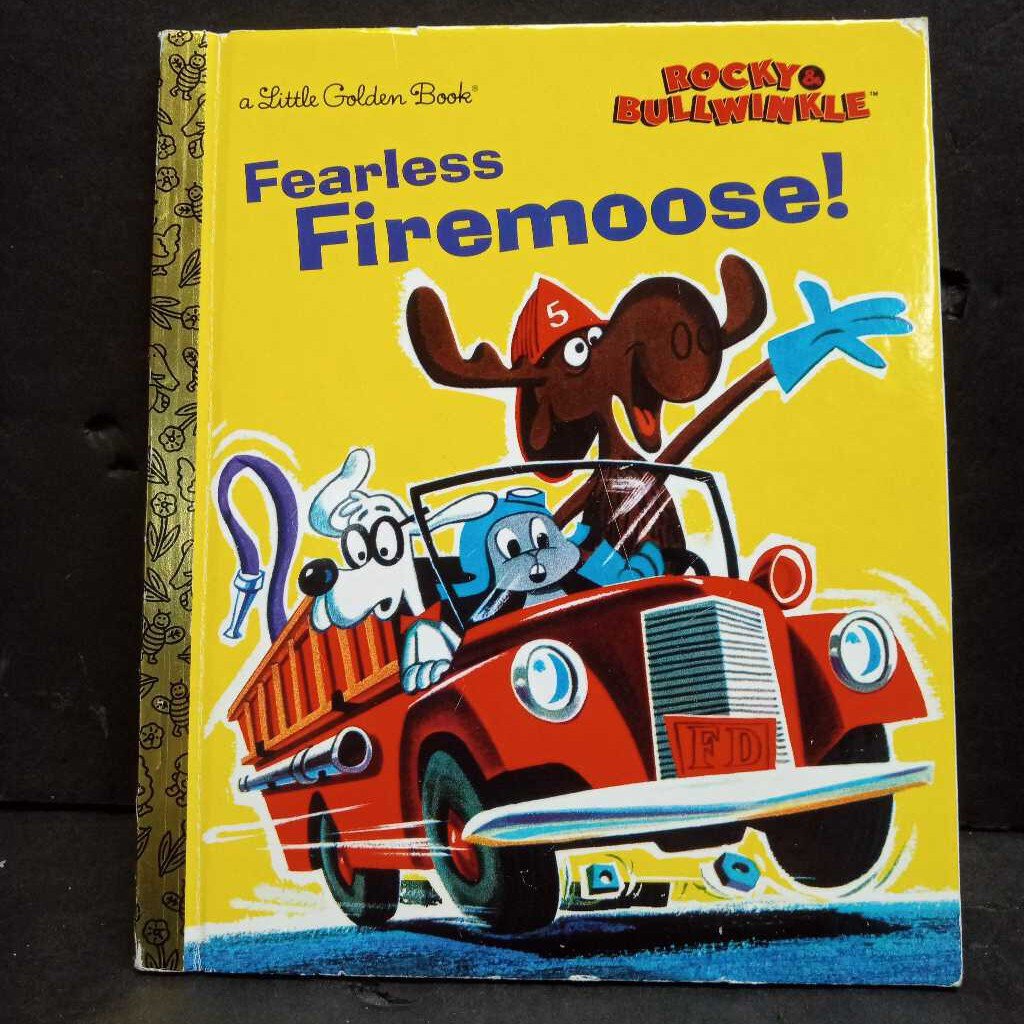 a Little Golden Book®
ROCKY &
BULLWINKLE™
Fearless
Firemoose!
5
FD